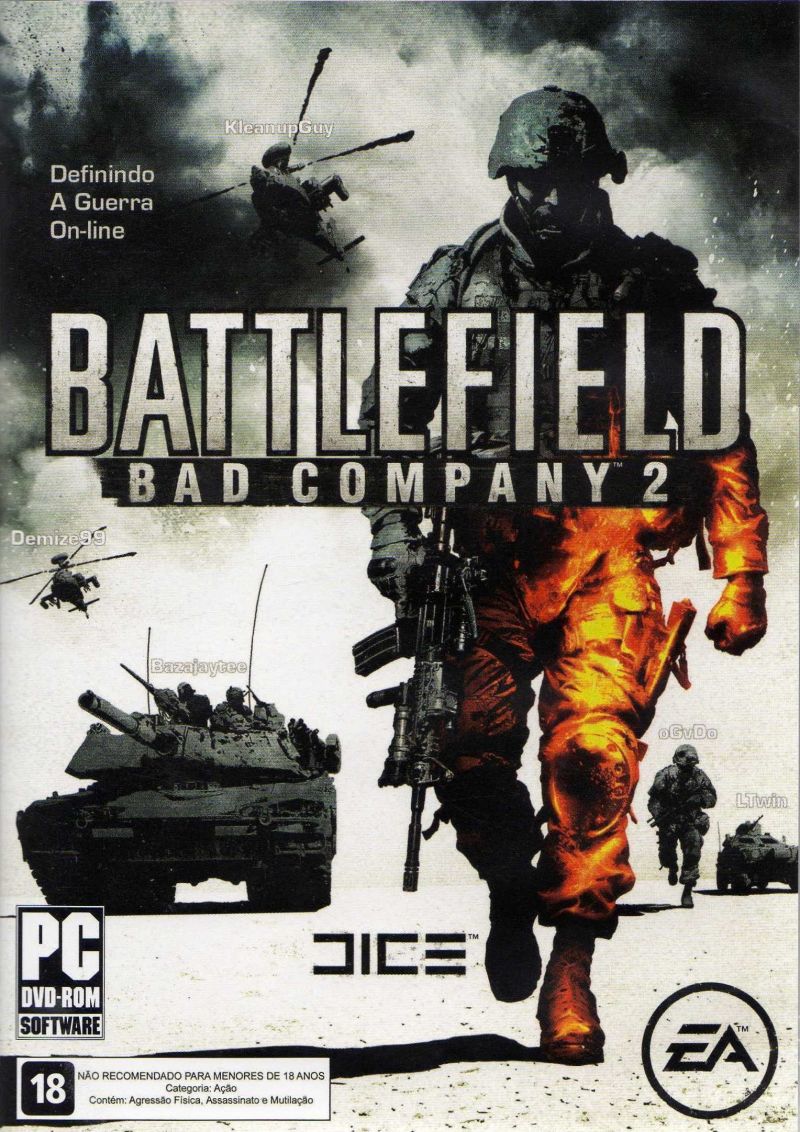 KleanupGuy
Definindo
A Guerra
On-line
BATTLEFIELD
BAD COMPANY™ 2
Demize99
Bazajaytee
oGvDo
LTwin
DICE™
PC
DVD-ROM
SOFTWARE
EA™
18
NÃO RECOMENDADO PARA MENORES DE 18 ANOS
Categoria: Ação
Contém: Agressão Física, Assassinato e Mutilação